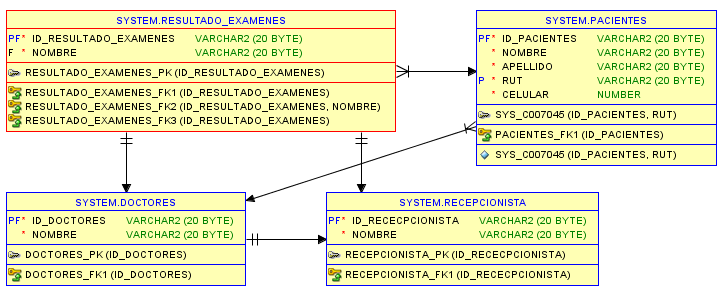 SYSTEM.RESULTADO_EXAMENES
PF* ID_RESULTADO_EXAMENES VARCHAR2 (20 BYTE)
F * NOMBRE VARCHAR2 (20 BYTE)
RESULTADO_EXAMENES_PK (ID_RESULTADO_EXAMENES)
RESULTADO_EXAMENES_FK1 (ID_RESULTADO_EXAMENES)
RESULTADO_EXAMENES_FK2 (ID_RESULTADO_EXAMENES, NOMBRE)
RESULTADO_EXAMENES_FK3 (ID_RESULTADO_EXAMENES)
SYSTEM.PACIENTES
PF* ID_PACIENTES VARCHAR2 (20 BYTE)
* NOMBRE VARCHAR2 (20 BYTE)
* APELLIDO VARCHAR2 (20 BYTE)
P * RUT VARCHAR2 (20 BYTE)
* CELULAR NUMBER
SYS_C007045 (ID_PACIENTES, RUT)
PACIENTES_FK1 (ID_PACIENTES)
SYS_C007045 (ID_PACIENTES, RUT)
SYSTEM.DOCTORES
PF* ID_DOCTORES VARCHAR2 (20 BYTE)
* NOMBRE VARCHAR2 (20 BYTE)
DOCTORES_PK (ID_DOCTORES)
DOCTORES_FK1 (ID_DOCTORES)
SYSTEM.RECEPCIONISTA
PF* ID_RECECPCIONISTA VARCHAR2 (20 BYTE)
* NOMBRE VARCHAR2 (20 BYTE)
RECEPCIONISTA_PK (ID_RECECPCIONISTA)
RECEPCIONISTA_FK1 (ID_RECECPCIONISTA)